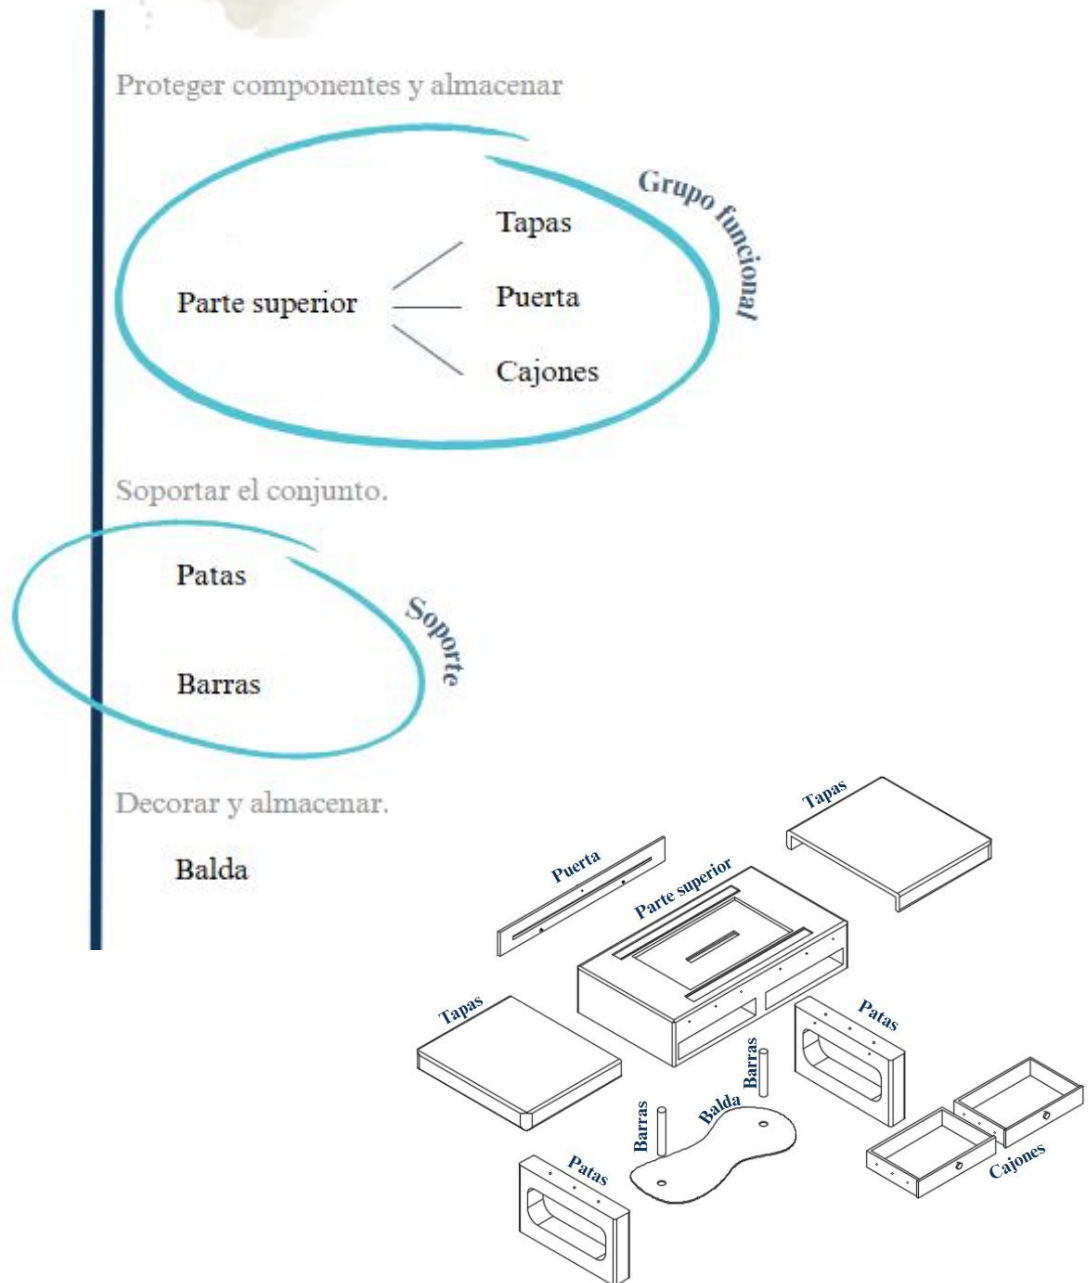 Proteger componentes y almacenar
Grupo funcional
Tapas
Parte superior
Puerta
Cajones
Soportar el conjunto.
Patas
Soporte
Barras
Decorar y almacenar.
Balda
Tapas
Puerta
Parte superior
Tapas
Patas
Barras
Balda
Barras
Cajones
Patas